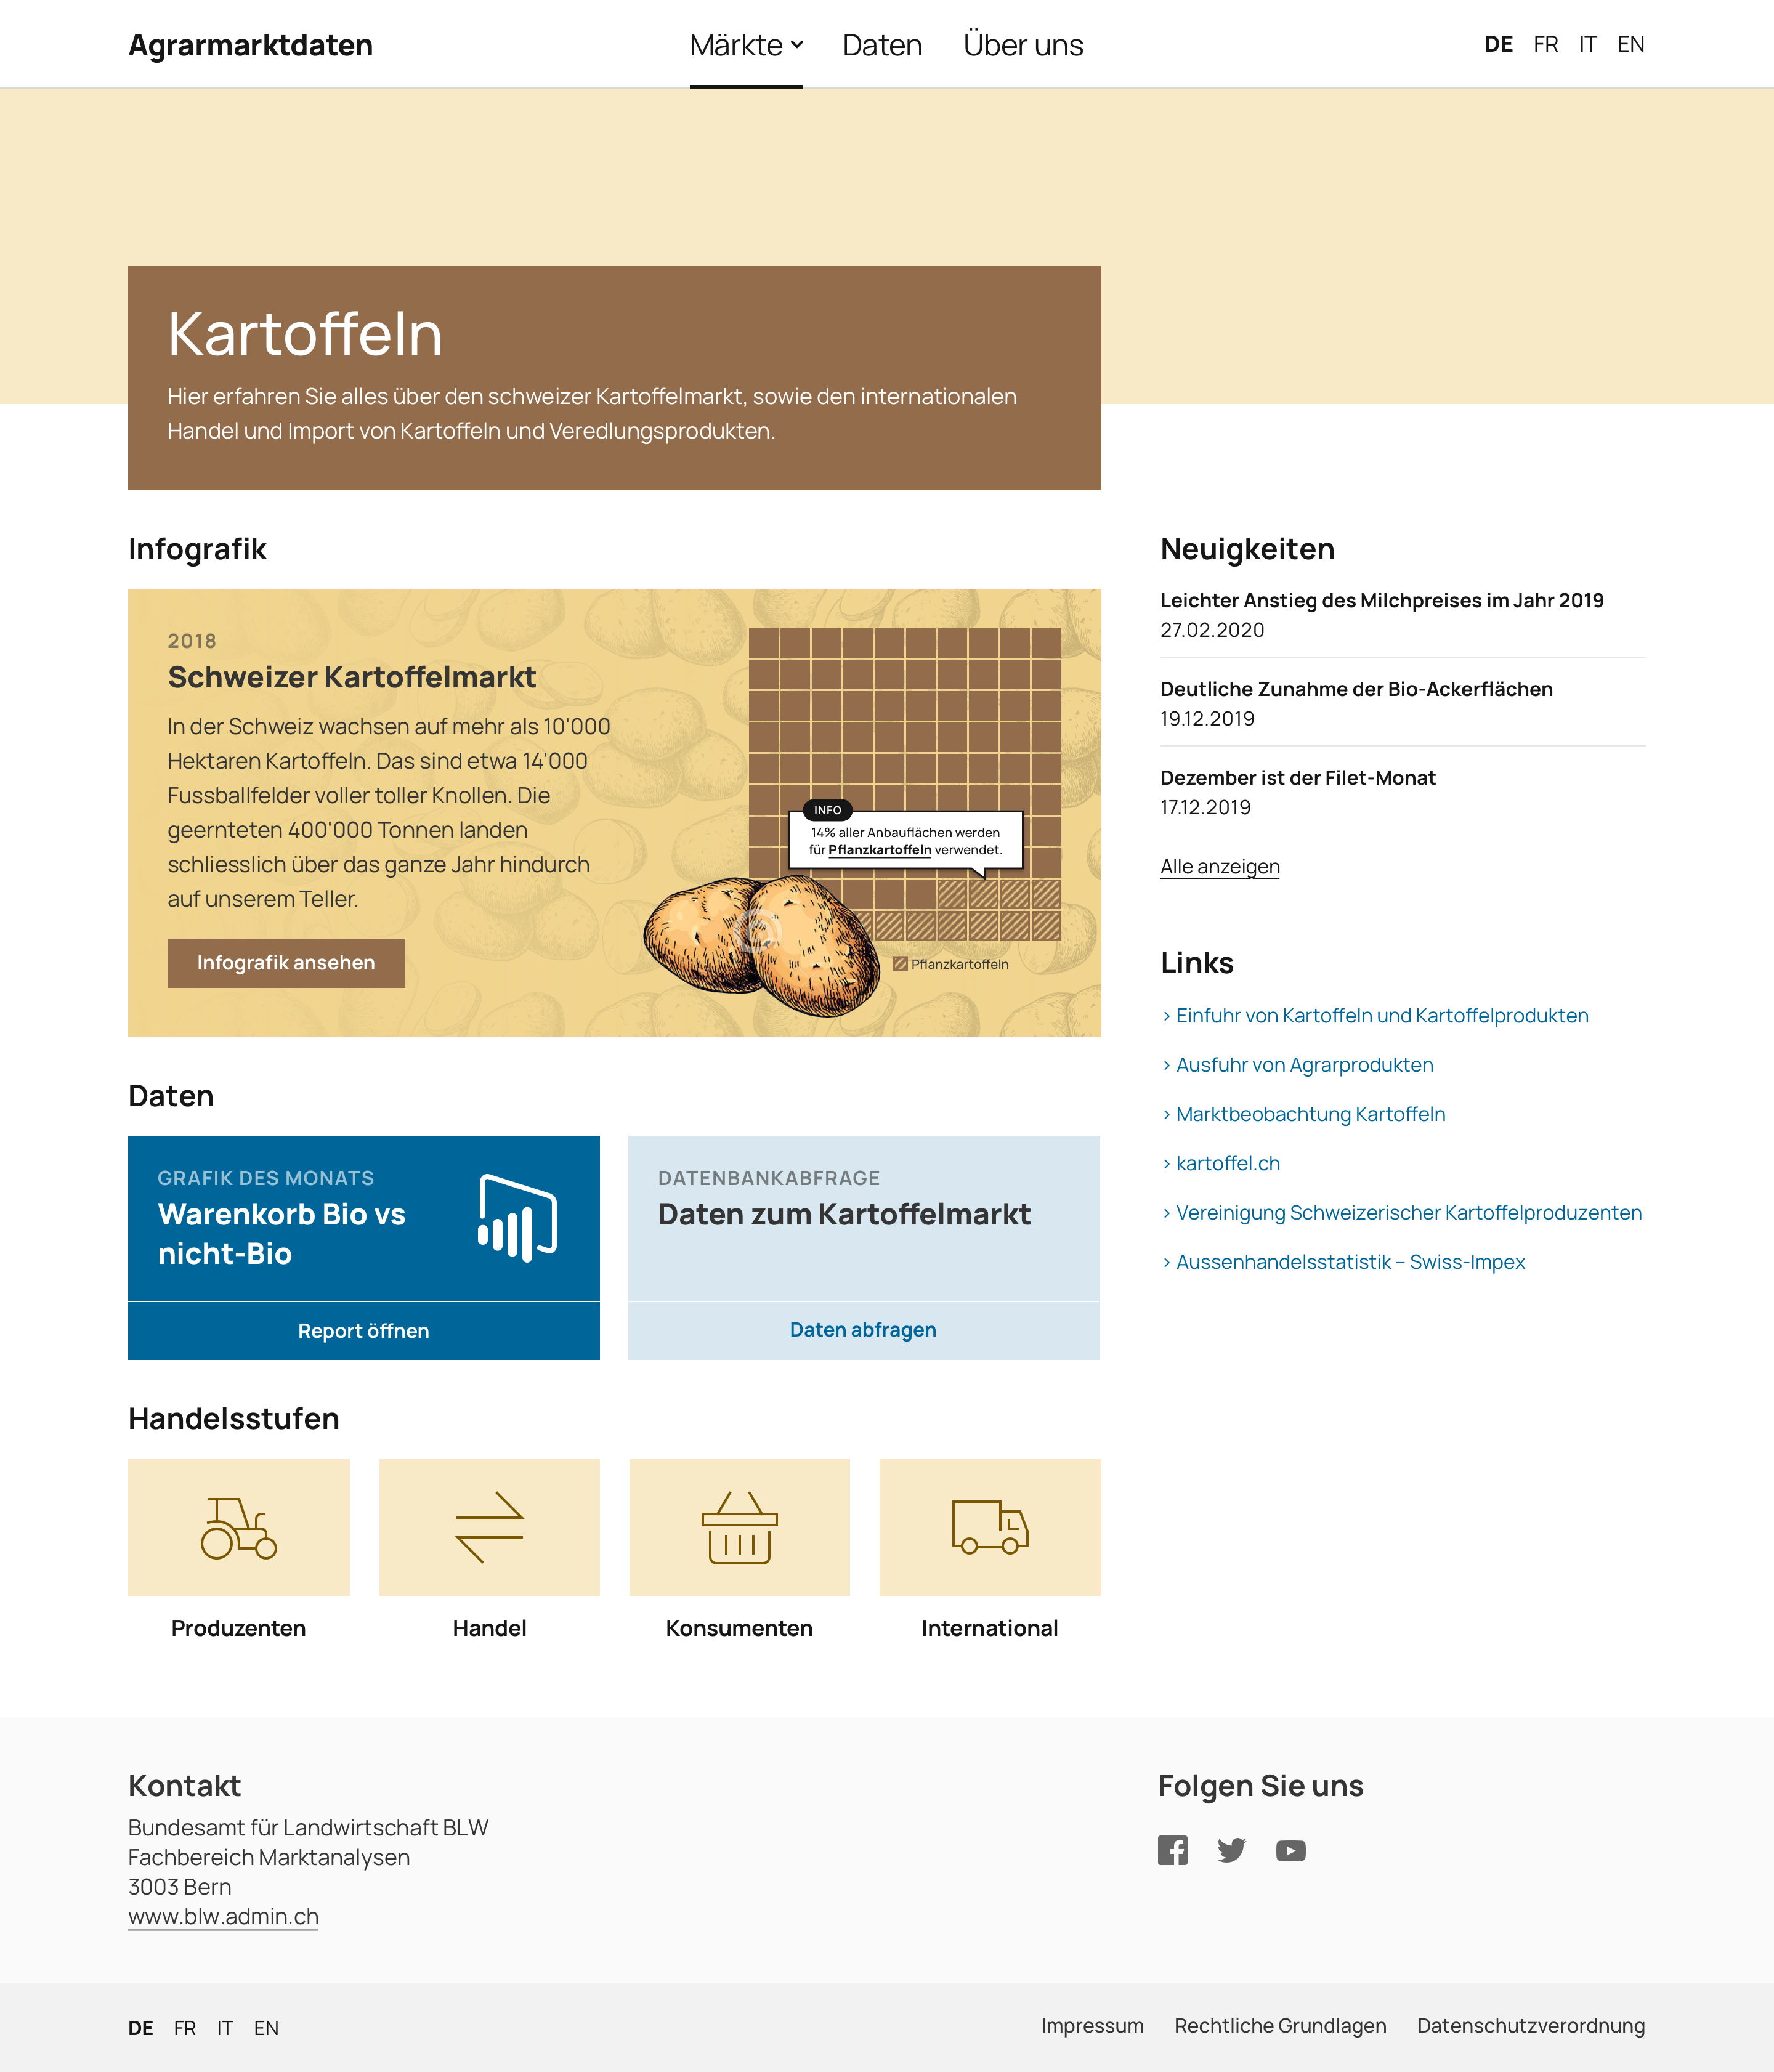 Agrarmarktdaten
Märkte
Daten
Über uns
DE FR IT EN
Kartoffeln
Hier erfahren Sie alles über den schweizer Kartoffelmarkt, sowie den internationalen
Handel und Import von Kartoffeln und Veredlungsprodukten.
Infografik
2018
Schweizer Kartoffelmarkt
In der Schweiz wachsen auf mehr als 10'000
Hektaren Kartoffeln. Das sind etwa 14'000
Fussballfelder voller toller Knollen. Die
geernteten 400'000 Tonnen landen
schliesslich über das ganze Jahr hindurch
auf unserem Teller.
Infografik ansehen
INFO
14% aller Anbauflächen werden
für Pflanzkartoffeln verwendet.
Pflanzkartoffeln
Daten
GRAFIK DES MONATS
Warenkorb Bio vs
nicht-Bio
Report öffnen
DATENBANKABFRAGE
Daten zum Kartoffelmarkt
Daten abfragen
Handelsstufen
Produzenten
Handel
Konsumenten
International
Neuigkeiten
Leichter Anstieg des Milchpreises im Jahr 2019
27.02.2020
Deutliche Zunahme der Bio-Ackerflächen
19.12.2019
Dezember ist der Filet-Monat
17.12.2019
Alle anzeigen
Links
› Einfuhr von Kartoffeln und Kartoffelprodukten
› Ausfuhr von Agrarprodukten
› Marktbeobachtung Kartoffeln
› kartoffel.ch
› Vereinigung Schweizerischer Kartoffelproduzenten
› Aussenhandelsstatistik – Swiss-Impex
Kontakt
Bundesamt für Landwirtschaft BLW
Fachbereich Marktanalysen
3003 Bern
www.blw.admin.ch
Folgen Sie uns
DE FR IT EN
Impressum
Rechtliche Grundlagen
Datenschutzverordnung